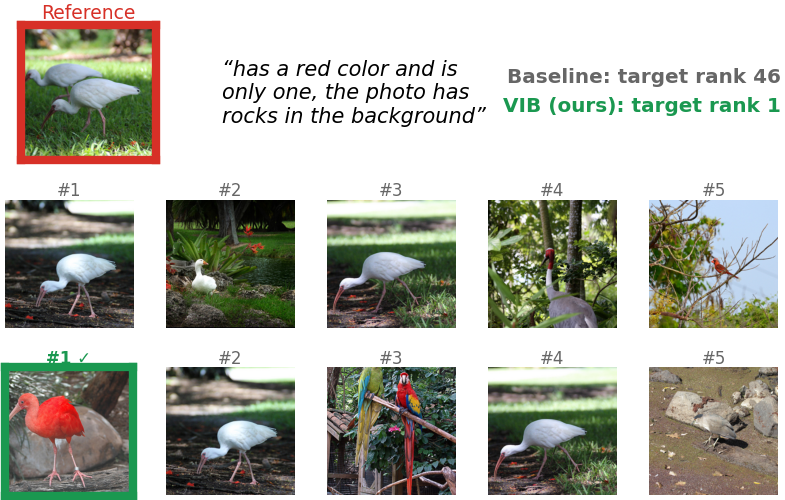 Reference
“has a red color and is
only one, the photo has
rocks in the background”
Baseline: target rank 46
VIB (ours): target rank 1
#1
#2
#3
#4
#5
#1 ✓
#2
#3
#4
#5